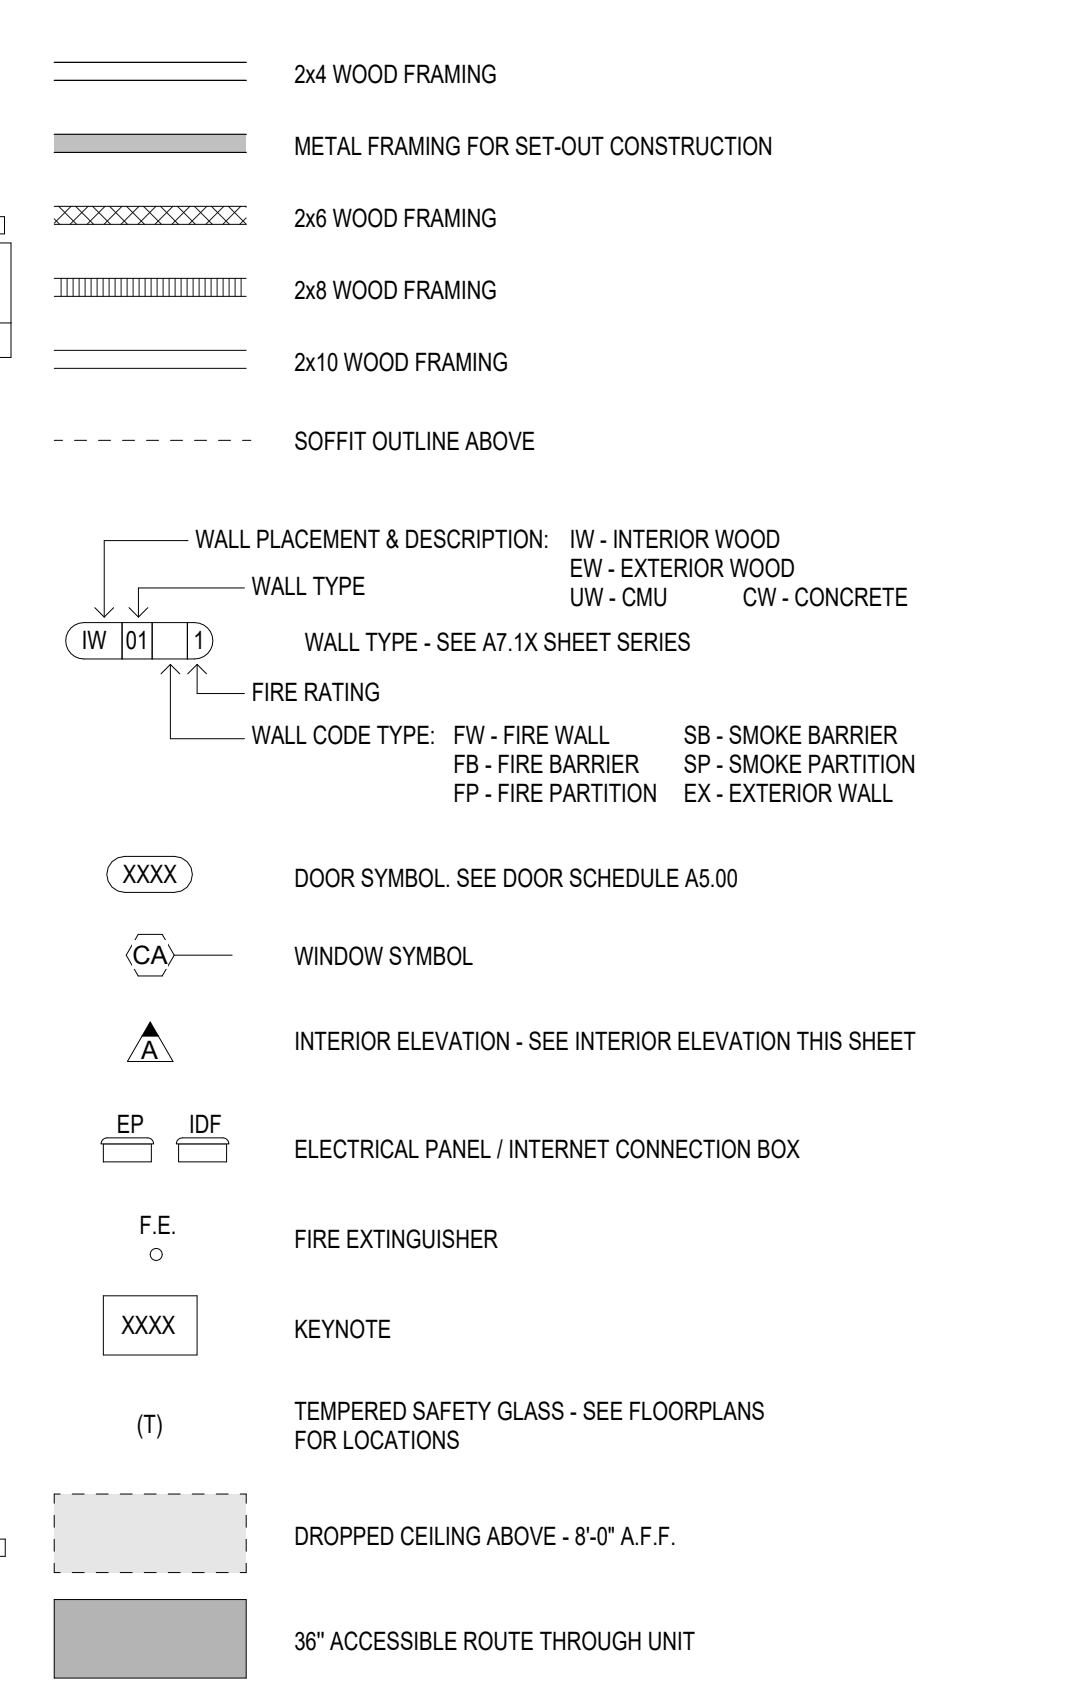 2x4 WOOD FRAMING
METAL FRAMING FOR SET-OUT CONSTRUCTION
2x6 WOOD FRAMING
2x8 WOOD FRAMING
2x10 WOOD FRAMING
SOFFIT OUTLINE ABOVE
WALL PLACEMENT & DESCRIPTION: IW - INTERIOR WOOD
EW - EXTERIOR WOOD
WALL TYPE
UW - CMU CW - CONCRETE
IW 01 1 WALL TYPE - SEE A7.1X SHEET SERIES
FIRE RATING
WALL CODE TYPE: FW - FIRE WALL SB - SMOKE BARRIER
FB - FIRE BARRIER SP - SMOKE PARTITION
FP - FIRE PARTITION EX - EXTERIOR WALL
XXXX DOOR SYMBOL. SEE DOOR SCHEDULE A5.00
CA WINDOW SYMBOL
A INTERIOR ELEVATION - SEE INTERIOR ELEVATION THIS SHEET
EP IDF
ELECTRICAL PANEL / INTERNET CONNECTION BOX
F.E.
FIRE EXTINGUISHER
XXXX KEYNOTE
(T) TEMPERED SAFETY GLASS - SEE FLOORPLANS
FOR LOCATIONS
DROPPED CEILING ABOVE - 8'-0" A.F.F.
36" ACCESSIBLE ROUTE THROUGH UNIT